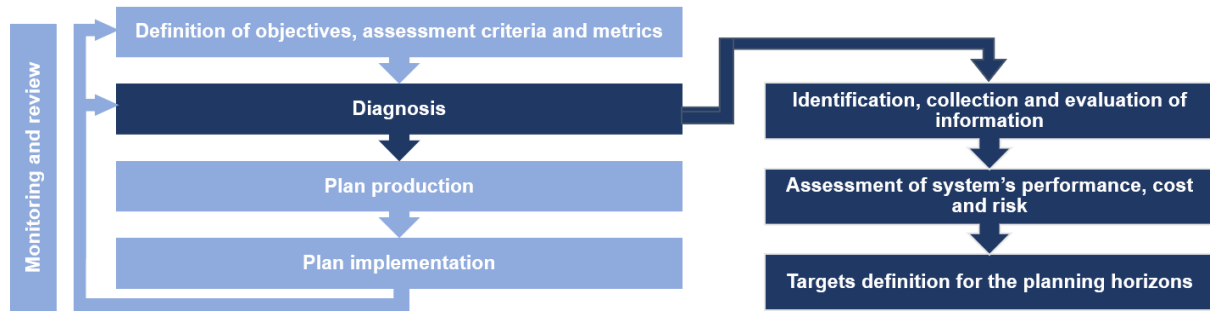 Monitoring and review
Definition of objectives, assessment criteria and metrics
Diagnosis
Plan production
Plan implementation
Identification, collection and evaluation of
information
Assessment of system's performance, cost
and risk
Targets definition for the planning horizons